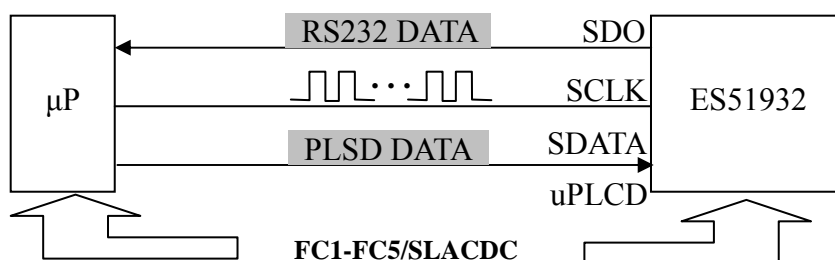 RS232 DATA SDO
μP SCLK ES51932
PLSD DATA SDATA
uPLCD
FC1-FC5/SLACDC